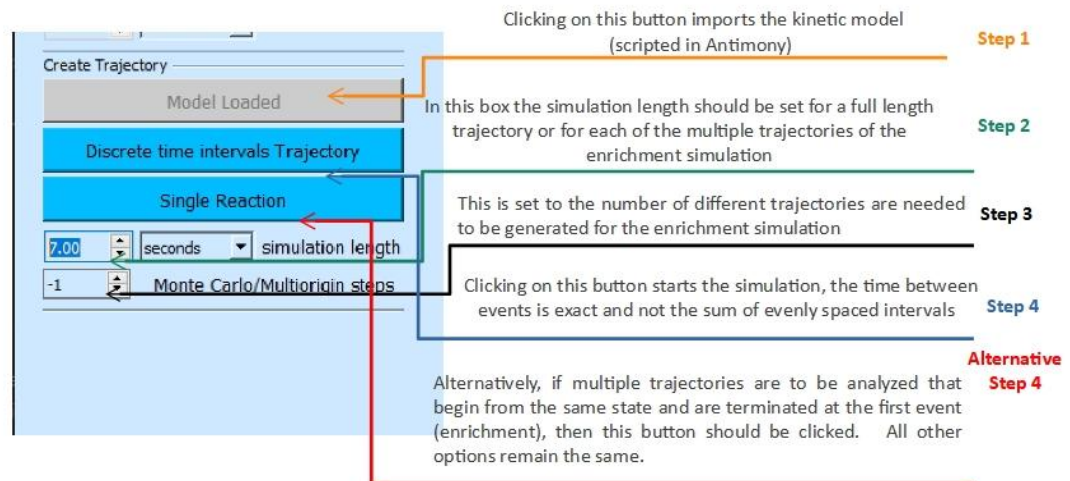 Clicking on this button imports the kinetic model
(scripted in Antimony)
Step 1
Create Trajectory
Model Loaded
In this box the simulation length should be set for a full length
trajectory or for each of the multiple trajectories of the
enrichment simulation
Step 2
Discrete time intervals Trajectory
Single Reaction
This is set to the number of different trajectories are needed
to be generated for the enrichment simulation
Step 3
7.00 seconds simulation length
-1 Monte Carlo/Multiorigin steps
Clicking on this button starts the simulation, the time between
events is exact and not the sum of evenly spaced intervals
Step 4
Alternative
Step 4
Alternatively, if multiple trajectories are to be analyzed that
begin from the same state and are terminated at the first event
(enrichment), then this button should be clicked. All other
options remain the same.